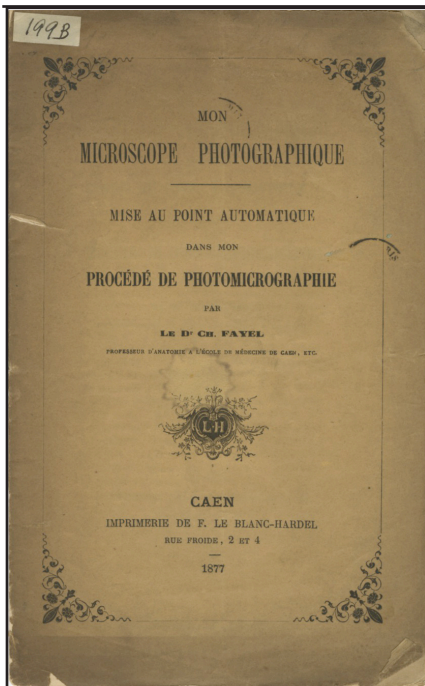 199B
MON
MICROSCOPE PHOTOGRAPHIQUE
MISE AU POINT AUTOMATIQUE
DANS MON
PROCÉDÉ DE PHOTOMICROGRAPHIE
PAR
LE Dr CH. FAYEL
PROFESSEUR D'ANATOMIE A L'ÉCOLE DE MÉDECINE DE CAEN, ETC.
L·H
CAEN
IMPRIMERIE DE F. LE BLANC-HARDEL
RUE FROIDE, 2 ET 4
1877